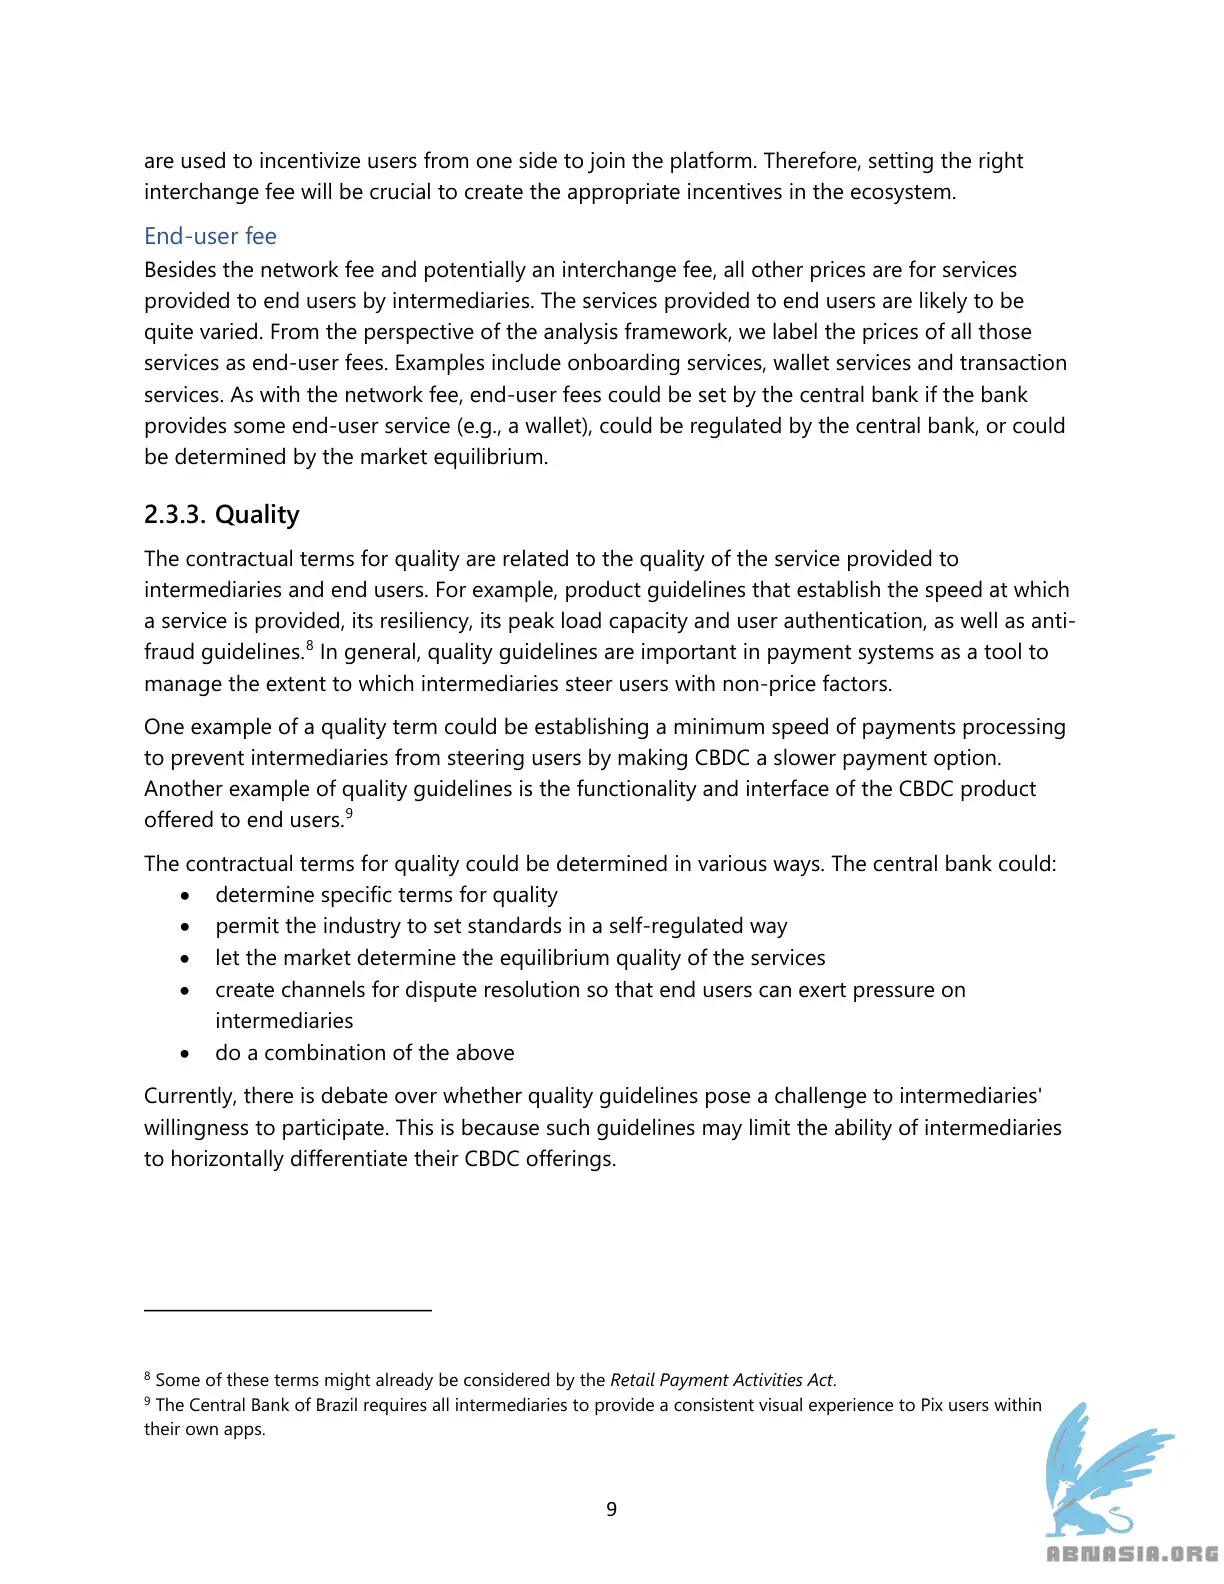 are used to incentivize users from one side to join the platform. Therefore, setting the right
interchange fee will be crucial to create the appropriate incentives in the ecosystem.
End-user fee
Besides the network fee and potentially an interchange fee, all other prices are for services
provided to end users by intermediaries. The services provided to end users are likely to be
quite varied. From the perspective of the analysis framework, we label the prices of all those
services as end-user fees. Examples include onboarding services, wallet services and transaction
services. As with the network fee, end-user fees could be set by the central bank if the bank
provides some end-user service (e.g., a wallet), could be regulated by the central bank, or could
be determined by the market equilibrium.
2.3.3. Quality
The contractual terms for quality are related to the quality of the service provided to
intermediaries and end users. For example, product guidelines that establish the speed at which
a service is provided, its resiliency, its peak load capacity and user authentication, as well as anti-
fraud guidelines.8 In general, quality guidelines are important in payment systems as a tool to
manage the extent to which intermediaries steer users with non-price factors.
One example of a quality term could be establishing a minimum speed of payments processing
to prevent intermediaries from steering users by making CBDC a slower payment option.
Another example of quality guidelines is the functionality and interface of the CBDC product
offered to end users.9
The contractual terms for quality could be determined in various ways. The central bank could:
• determine specific terms for quality
• permit the industry to set standards in a self-regulated way
• let the market determine the equilibrium quality of the services
• create channels for dispute resolution so that end users can exert pressure on
intermediaries
• do a combination of the above
Currently, there is debate over whether quality guidelines pose a challenge to intermediaries'
willingness to participate. This is because such guidelines may limit the ability of intermediaries
to horizontally differentiate their CBDC offerings.
8 Some of these terms might already be considered by the Retail Payment Activities Act.
9 The Central Bank of Brazil requires all intermediaries to provide a consistent visual experience to Pix users within
their own apps.
9
ABNASIA.ORG